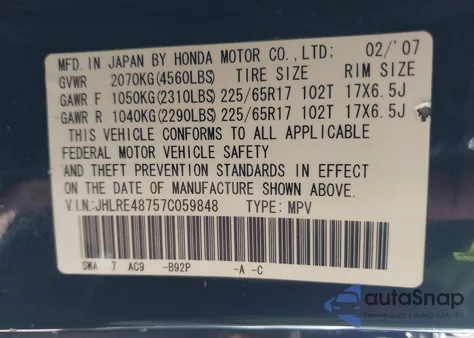 MFD. IN JAPAN BY HONDA MOTOR CO., LTD; 02/'07
GVWR 2070KG(4560LBS) TIRE SIZE RIM SIZE
GAWR F 1050KG(2310LBS) 225/65R17 102T 17X6.5J
GAWR R 1040KG(2290LBS) 225/65R17 102T 17X6.5J
THIS VEHICLE CONFORMS TO ALL APPLICABLE
FEDERAL MOTOR VEHICLE SAFETY
AND THEFT PREVENTION STANDARDS IN EFFECT
ON THE DATE OF MANUFACTURE SHOWN ABOVE.
V.I.N:JHLRE48757C059848 TYPE: MPV
SWA 7 AC9 -B92P -A -C
autoSnap